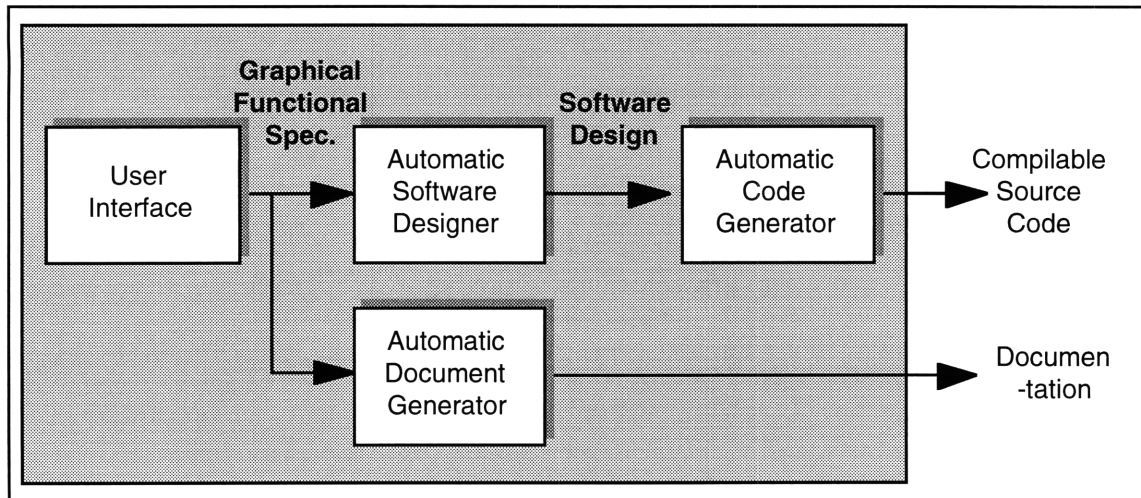 Graphical
Functional
Spec.
Software
Design
User
Interface
Automatic
Software
Designer
Automatic
Code
Generator
Compilable
Source
Code
Automatic
Document
Generator
Documen
-tation